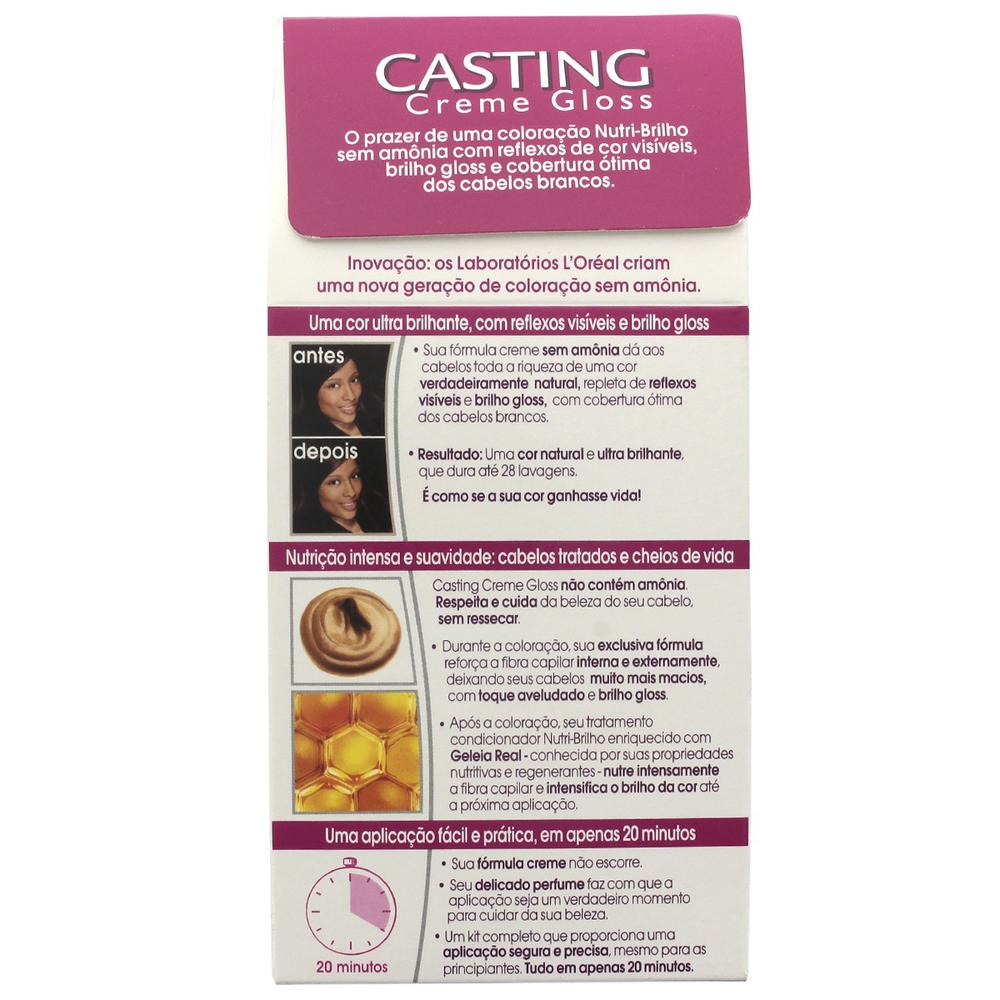 CASTING
Creme Gloss
O prazer de uma coloração Nutri-Brilho
sem amônia com reflexos de cor visíveis,
brilho gloss e cobertura ótima
dos cabelos brancos.
Inovação: os Laboratórios L'Oréal criam
uma nova geração de coloração sem amônia.
Uma cor ultra brilhante, com reflexos visíveis e brilho gloss
antes
• Sua fórmula creme sem amônia dá aos
cabelos toda a riqueza de uma cor
verdadeiramente natural, repleta de reflexos
visíveis e brilho gloss, com cobertura ótima
dos cabelos brancos.
depois
• Resultado: Uma cor natural e ultra brilhante,
que dura até 28 lavagens.
É como se a sua cor ganhasse vida!
Nutrição intensa e suavidade: cabelos tratados e cheios de vida
Casting Creme Gloss não contém amônia.
Respeita e cuida da beleza do seu cabelo,
sem ressecar.
• Durante a coloração, sua exclusiva fórmula
reforça a fibra capilar interna e externamente,
deixando seus cabelos muito mais macios,
com toque aveludado e brilho gloss.
• Após a coloração, seu tratamento
condicionador Nutri-Brilho enriquecido com
Geleia Real - conhecida por suas propriedades
nutritivas e regenerantes - nutre intensamente
a fibra capilar e intensifica o brilho da cor até
a próxima aplicação.
Uma aplicação fácil e prática, em apenas 20 minutos
• Sua fórmula creme não escorre.
• Seu delicado perfume faz com que a
aplicação seja um verdadeiro momento
para cuidar da sua beleza.
• Um kit completo que proporciona uma
aplicação segura e precisa, mesmo para as
principiantes. Tudo em apenas 20 minutos.
20 minutos